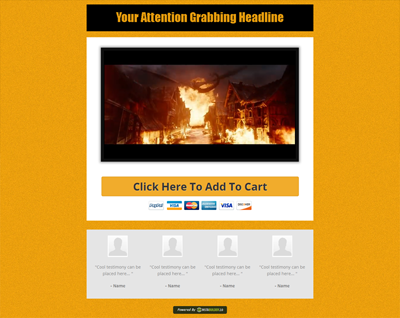 Your Attention Grabbing Headline
Click Here To Add To Cart
PayPal VISA MasterCard VISA DISCOVER
"Cool testimony can be placed here... "
- Name
"Cool testimony can be placed here... "
- Name
"Cool testimony can be placed here... "
- Name
"Cool testimony can be placed here... "
- Name
Powered By